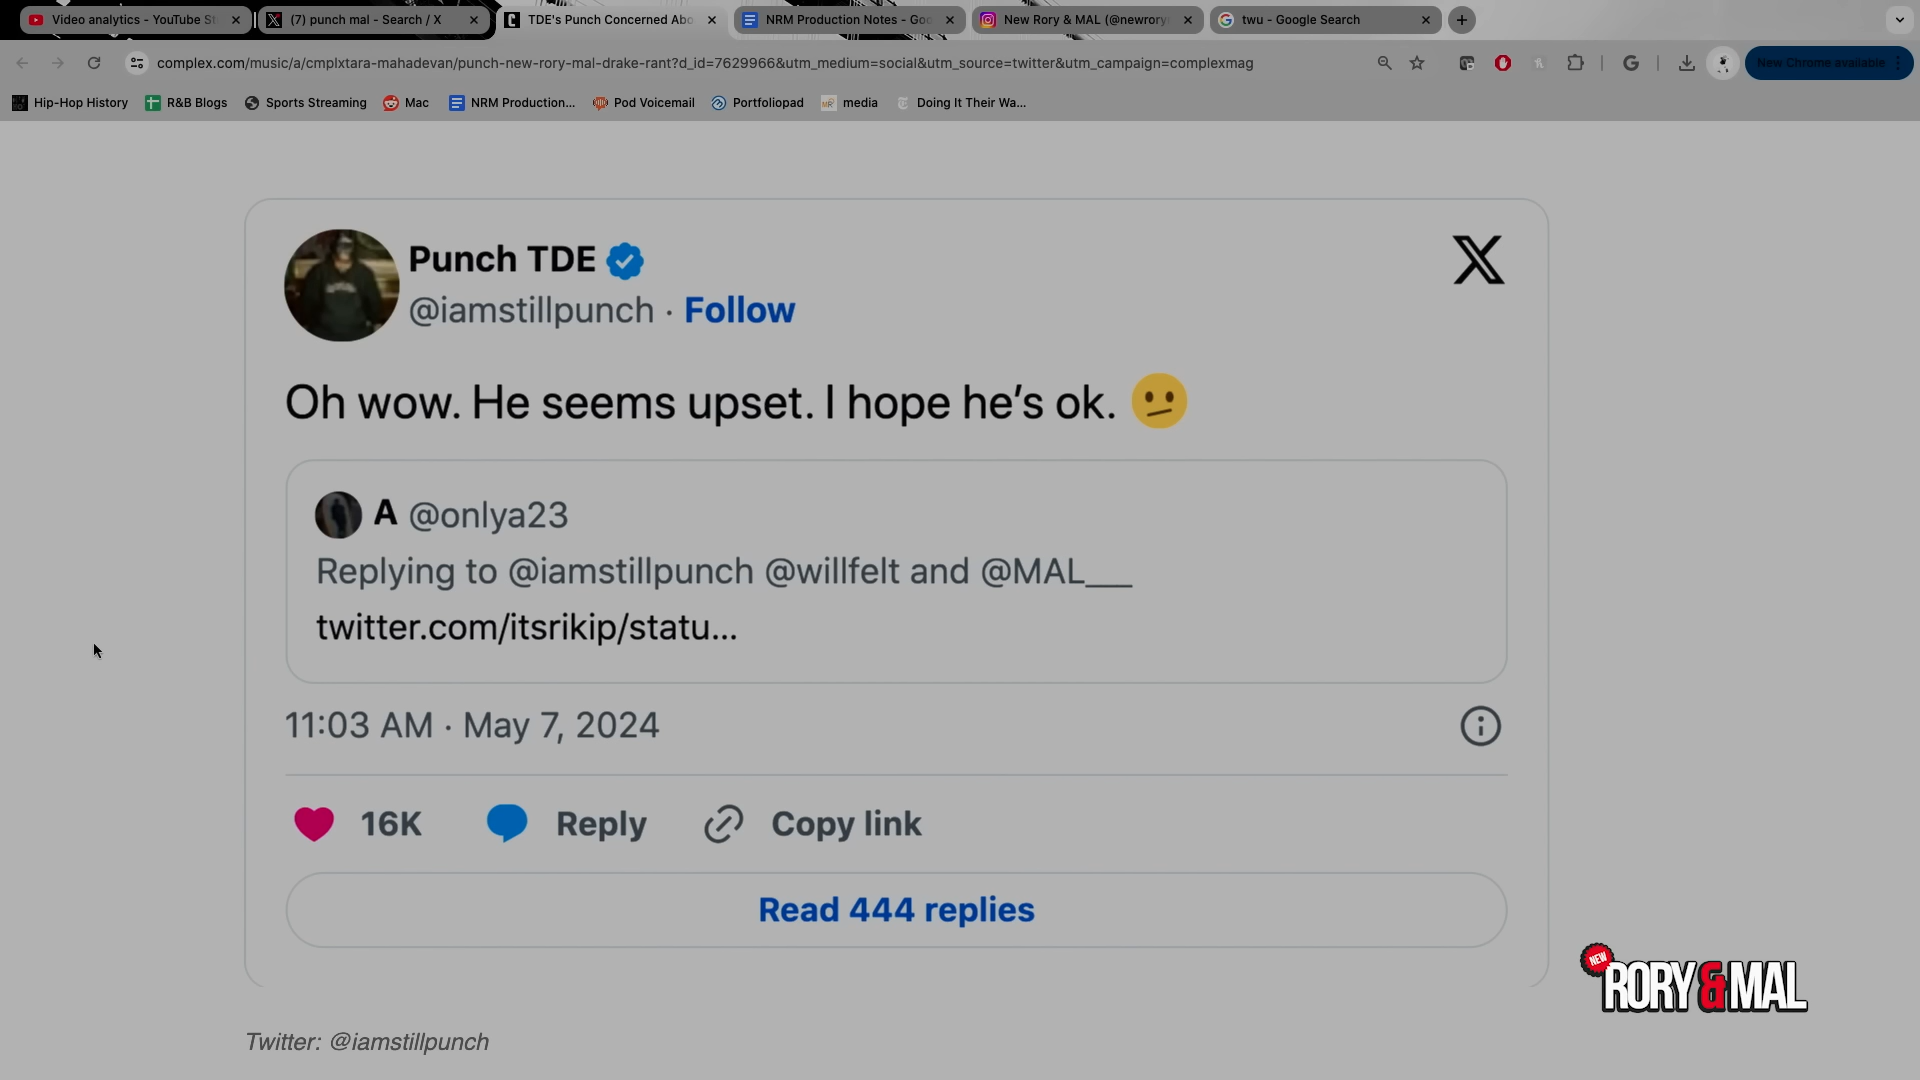 Video analytics - YouTube St
(7) punch mal - Search / X
TDE's Punch Concerned Abo
NRM Production Notes - Goo
New Rory & MAL (@newrory
twu - Google Search
complex.com/music/a/cmplxtara-mahadevan/punch-new-rory-mal-drake-rant?d_id=7629966&utm_medium=social&utm_source=twitter&utm_campaign=complexmag
New Chrome available
Hip-Hop History
R&B Blogs
Sports Streaming
Mac
NRM Production...
Pod Voicemail
Portfoliopad
media
Doing It Their Wa...
Punch TDE
@iamstillpunch · Follow
Oh wow. He seems upset. I hope he's ok. 🫤
A @onlya23
Replying to @iamstillpunch @willfelt and @MAL___
twitter.com/itsrikip/statu...
11:03 AM · May 7, 2024
16K
Reply
Copy link
Read 444 replies
NEW
RORY & MAL
Twitter: @iamstillpunch